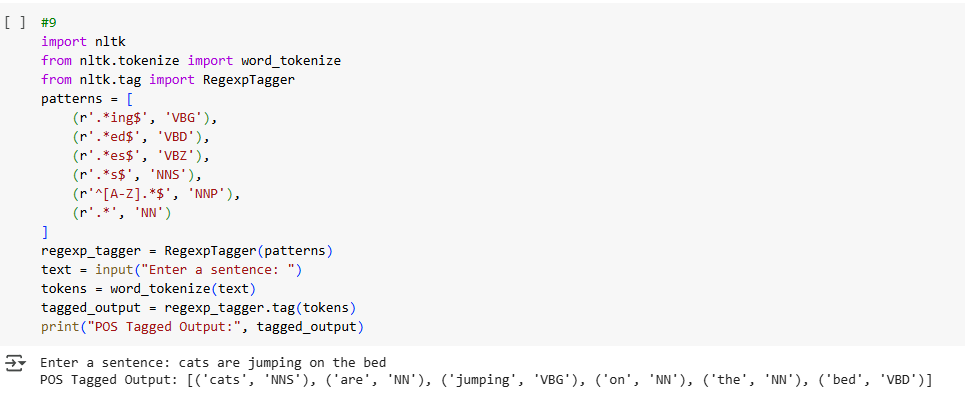 [ ] #9
import nltk
from nltk.tokenize import word_tokenize
from nltk.tag import RegexpTagger
patterns = [
    (r'.*ing$', 'VBG'),
    (r'.*ed$', 'VBD'),
    (r'.*es$', 'VBZ'),
    (r'.*s$', 'NNS'),
    (r'^[A-Z].*$', 'NNP'),
    (r'.*', 'NN')
]
regexp_tagger = RegexpTagger(patterns)
text = input("Enter a sentence: ")
tokens = word_tokenize(text)
tagged_output = regexp_tagger.tag(tokens)
print("POS Tagged Output:", tagged_output)
Enter a sentence: cats are jumping on the bed
POS Tagged Output: [('cats', 'NNS'), ('are', 'NN'), ('jumping', 'VBG'), ('on', 'NN'), ('the', 'NN'), ('bed', 'VBD')]